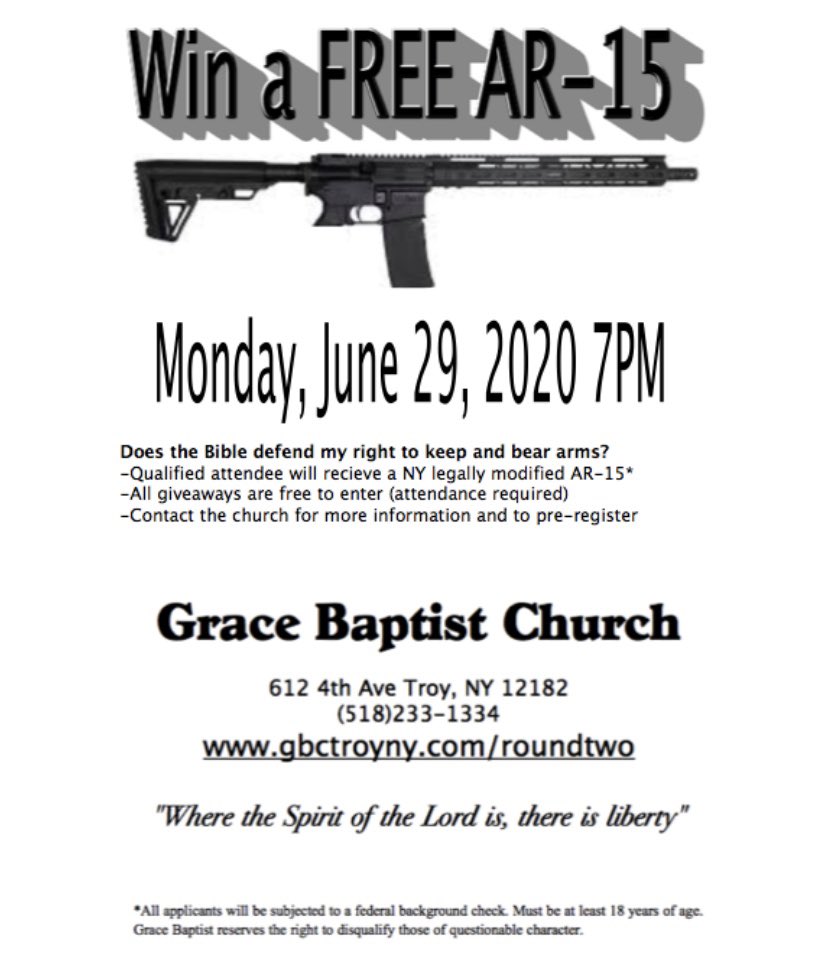 Win a FREE AR-15
Monday, June 29, 2020 7PM
Does the Bible defend my right to keep and bear arms?
-Qualified attendee will recieve a NY legally modified AR-15*
-All giveaways are free to enter (attendance required)
-Contact the church for more information and to pre-register
Grace Baptist Church
612 4th Ave Troy, NY 12182
(518)233-1334
www.gbctroyny.com/roundtwo
"Where the Spirit of the Lord is, there is liberty"
*All applicants will be subjected to a federal background check. Must be at least 18 years of age.
Grace Baptist reserves the right to disqualify those of questionable character.